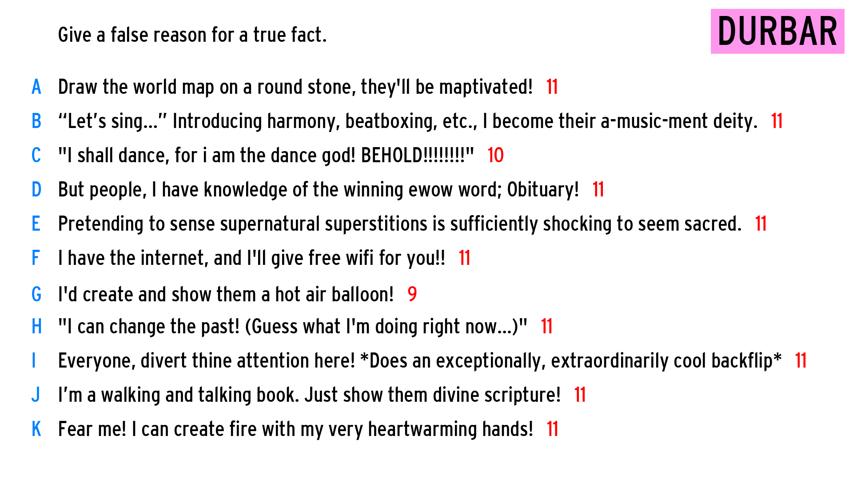 Give a false reason for a true fact.
DURBAR
A Draw the world map on a round stone, they'll be maptivated! 11
B “Let’s sing...” Introducing harmony, beatboxing, etc., I become their a-music-ment deity. 11
C "I shall dance, for i am the dance god! BEHOLD!!!!!!!!" 10
D But people, I have knowledge of the winning ewow word; Obituary! 11
E Pretending to sense supernatural superstitions is sufficiently shocking to seem sacred. 11
F I have the internet, and I'll give free wifi for you!! 11
G I'd create and show them a hot air balloon! 9
H "I can change the past! (Guess what I'm doing right now...)" 11
I Everyone, divert thine attention here! *Does an exceptionally, extraordinarily cool backflip* 11
J I’m a walking and talking book. Just show them divine scripture! 11
K Fear me! I can create fire with my very heartwarming hands! 11